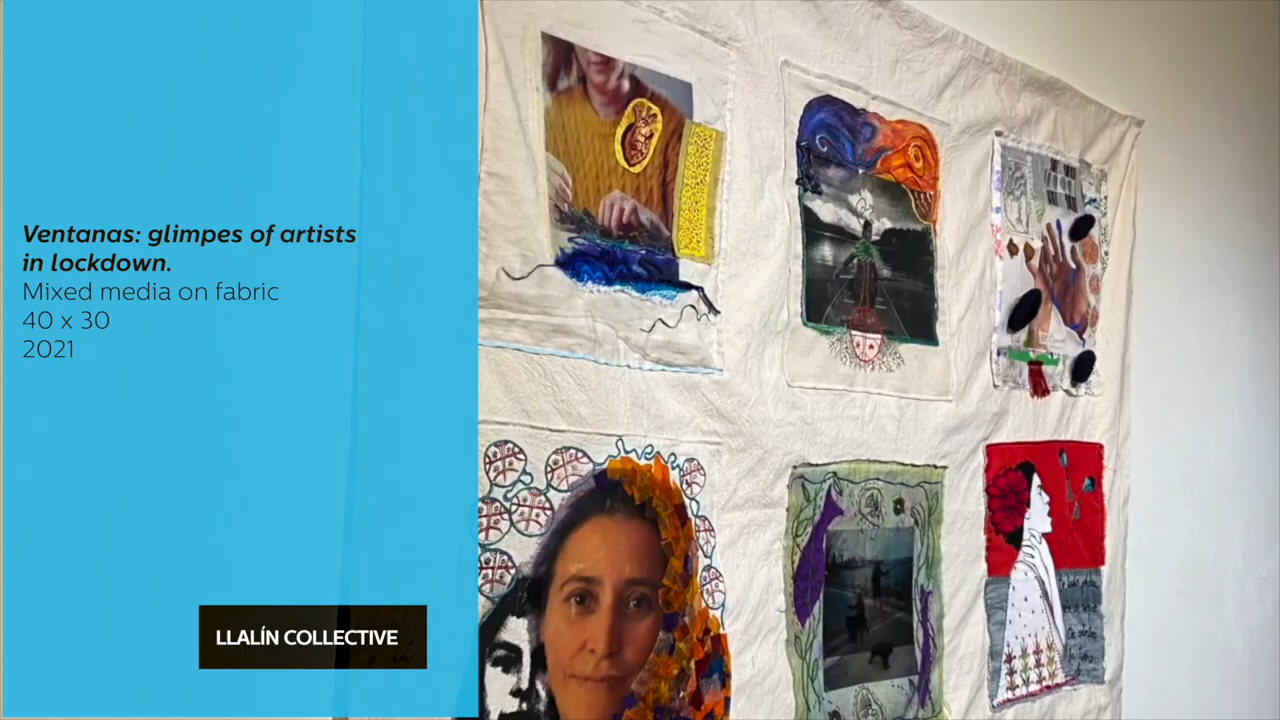 Ventanas: glimpes of artists
in lockdown.
Mixed media on fabric
40 x 30
2021
LLALÍN COLLECTIVE